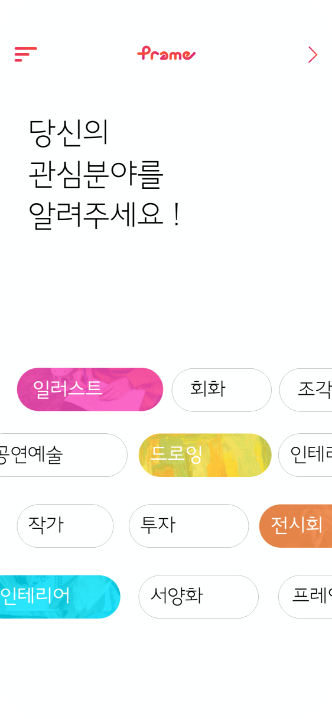 frame
당신의
관심분야를
알려주세요 !
일러스트 회화 조각
공연예술 드로잉 인테리
작가 투자 전시회
인테리어 서양화 프레임